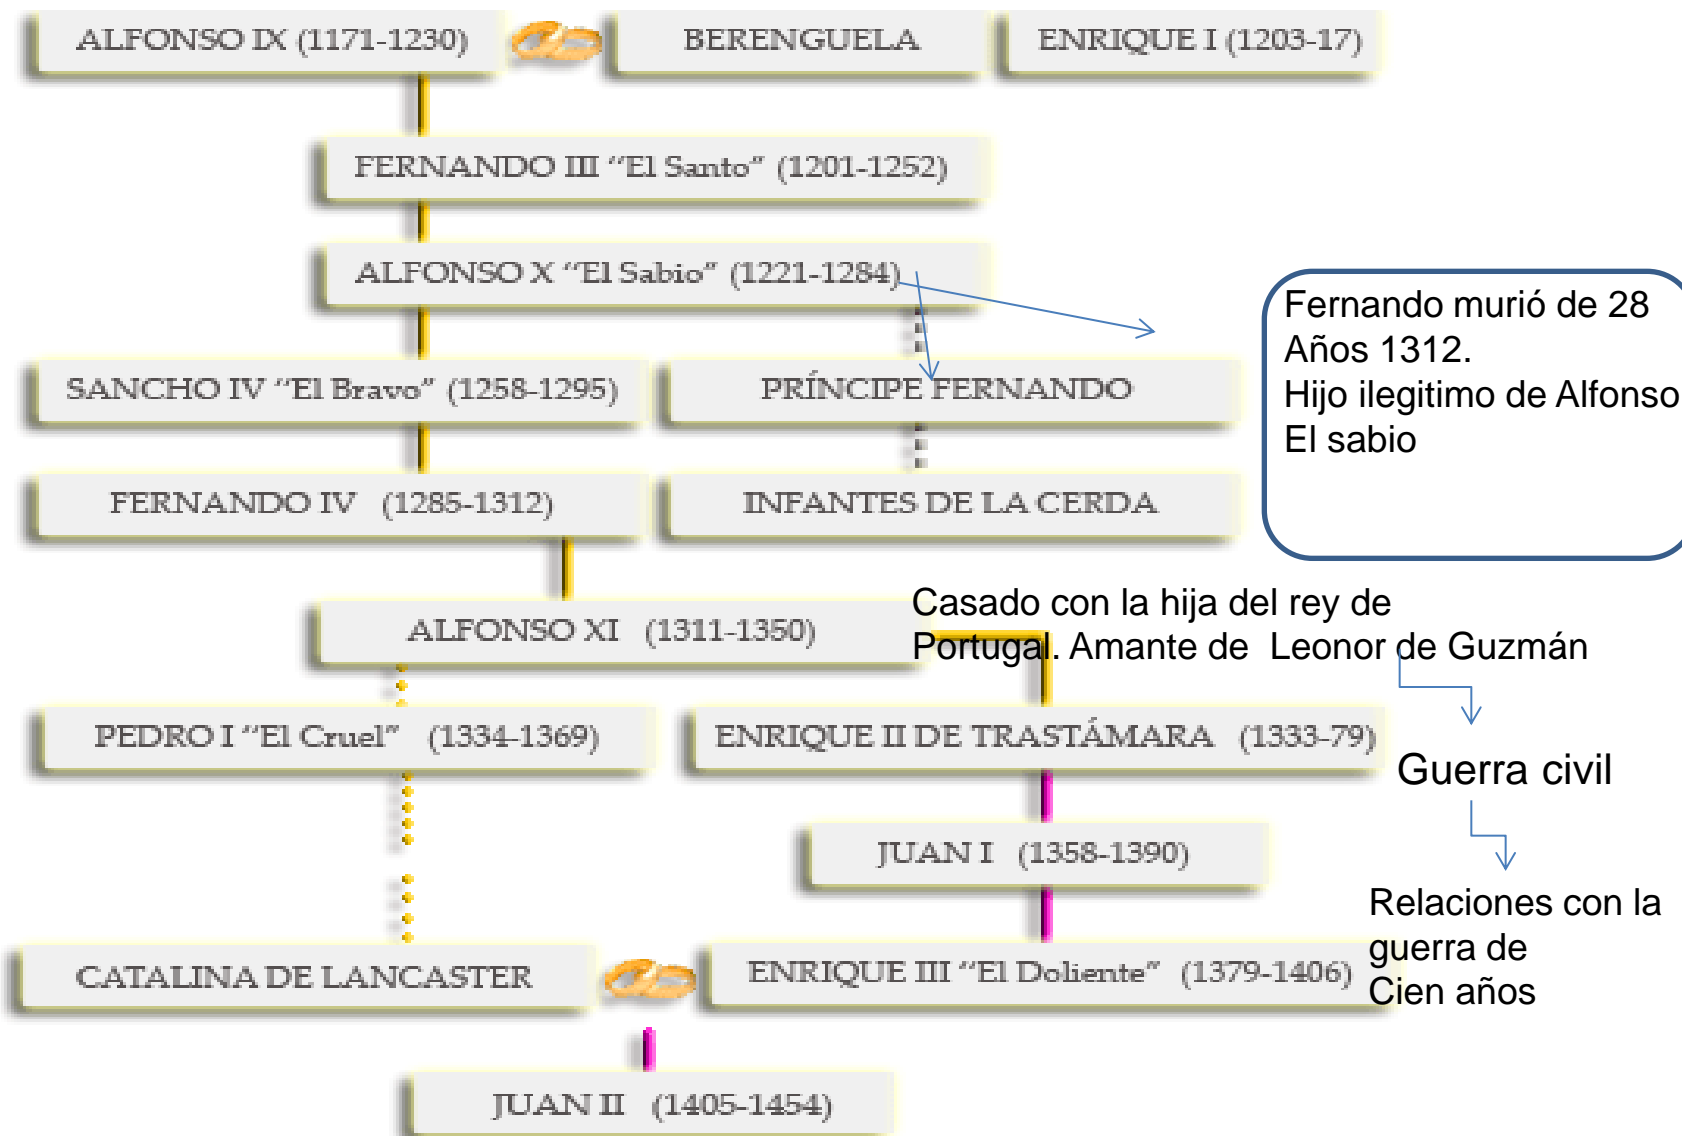 ALFONSO IX (1171-1230)
BERENGUELA
ENRIQUE I (1203-17)
FERNANDO III “El Santo” (1201-1252)
ALFONSO X “El Sabio” (1221-1284)
Fernando murió de 28
Años 1312.
Hijo ilegitimo de Alfonso
El sabio
SANCHO IV “El Bravo” (1258-1295)
PRÍNCIPE FERNANDO
FERNANDO IV (1285-1312)
INFANTES DE LA CERDA
Casado con la hija del rey de
Portugal. Amante de Leonor de Guzmán
ALFONSO XI (1311-1350)
PEDRO I “El Cruel” (1334-1369)
ENRIQUE II DE TRASTÁMARA (1333-79)
Guerra civil
JUAN I (1358-1390)
Relaciones con la
guerra de
Cien años
CATALINA DE LANCASTER
ENRIQUE III “El Doliente” (1379-1406)
JUAN II (1405-1454)